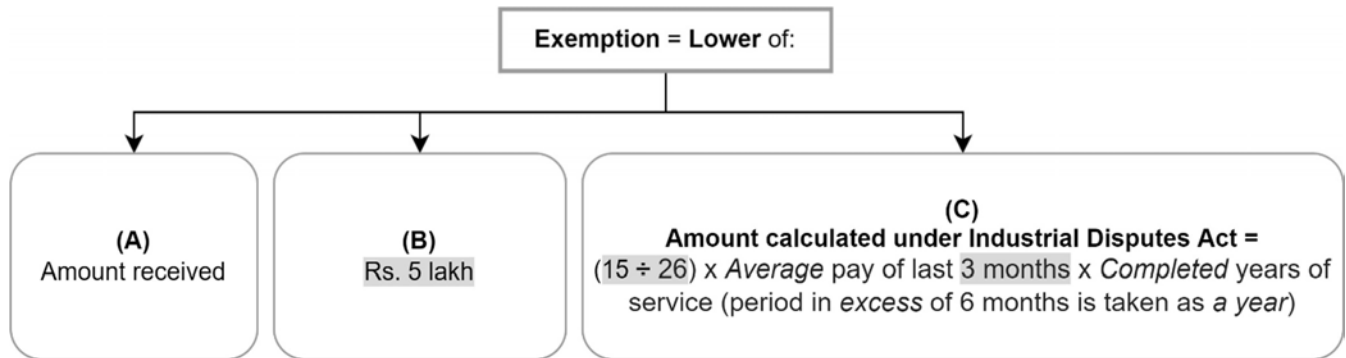 Exemption = Lower of:
(A)
Amount received
(B)
Rs. 5 lakh
(C)
Amount calculated under Industrial Disputes Act =
(15 ÷ 26) x Average pay of last 3 months x Completed years of
service (period in excess of 6 months is taken as a year)